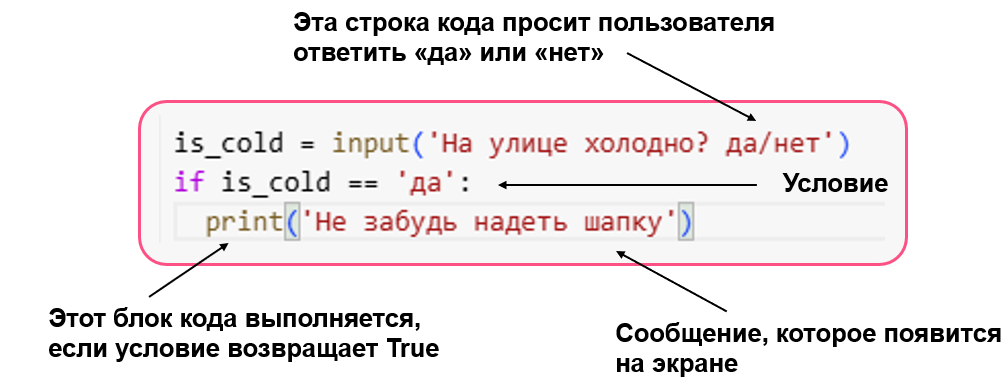 Эта строка кода просит пользователя
ответить «да» или «нет»
is_cold = input('На улице холодно? да/нет')
if is_cold == 'да':
Условие
print('Не забудь надеть шапку')
Этот блок кода выполняется,
если условие возвращает True
Сообщение, которое появится
на экране